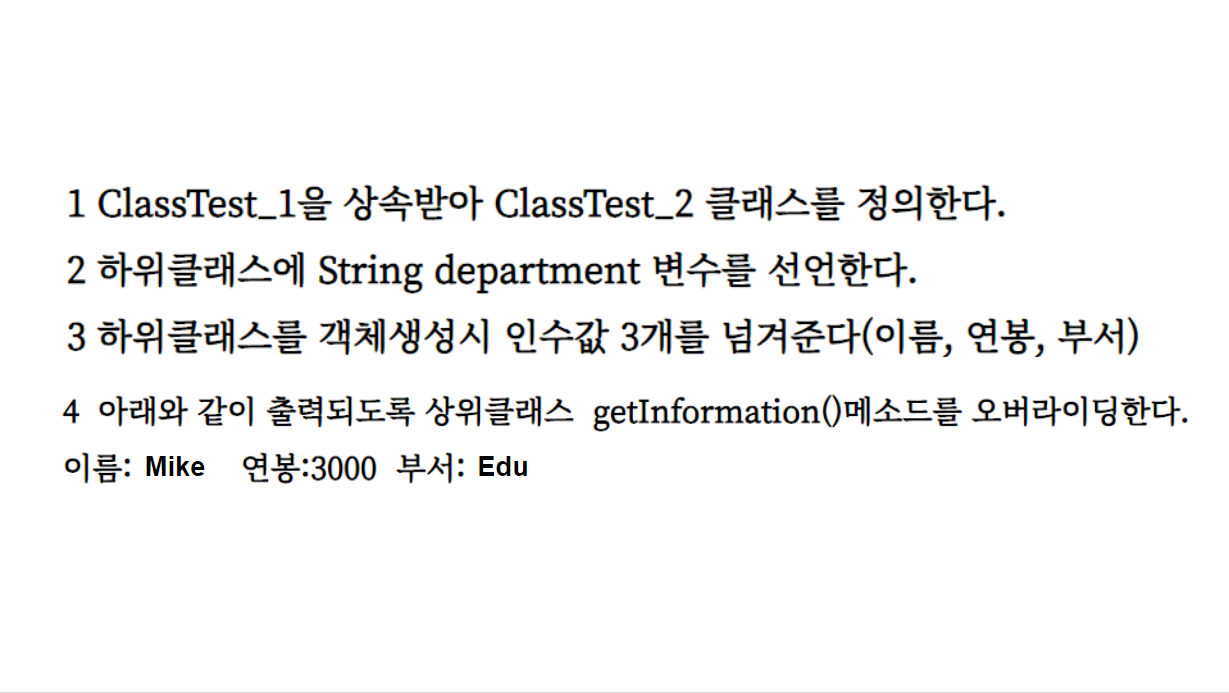 1 ClassTest_1을 상속받아 ClassTest_2 클래스를 정의한다.
2 하위클래스에 String department 변수를 선언한다.
3 하위클래스를 객체생성시 인수값 3개를 넘겨준다(이름, 연봉, 부서)
4 아래와 같이 출력되도록 상위클래스 getInformation()메소드를 오버라이딩한다.
이름: Mike 연봉:3000 부서: Edu